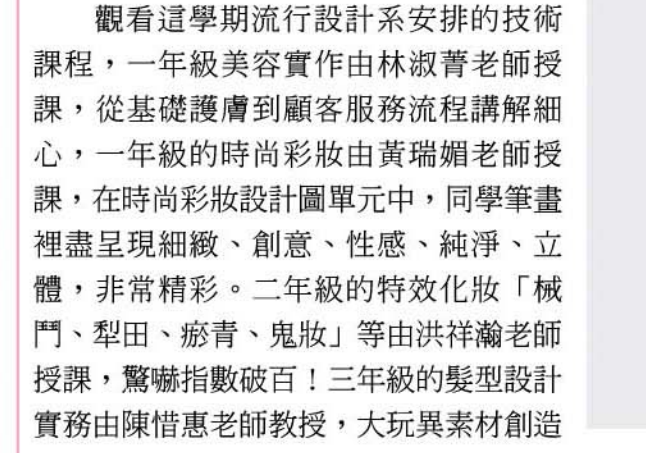 觀看這學期流行設計系安排的技術
課程,一年級美容實作由林淑菁老師授
課,從基礎護膚到顧客服務流程講解細
心,一年級的時尚彩妝由黃瑞媚老師授
課,在時尚彩妝設計圖單元中,同學筆畫
裡盡呈現細緻、創意、性感、純淨、立
體,非常精彩。二年級的特效化妝「械
鬥、犁田、瘀青、鬼妝」等由洪祥瀚老師
授課,驚嚇指數破百!三年級的髮型設計
實務由陳惜惠老師教授,大玩異素材創造